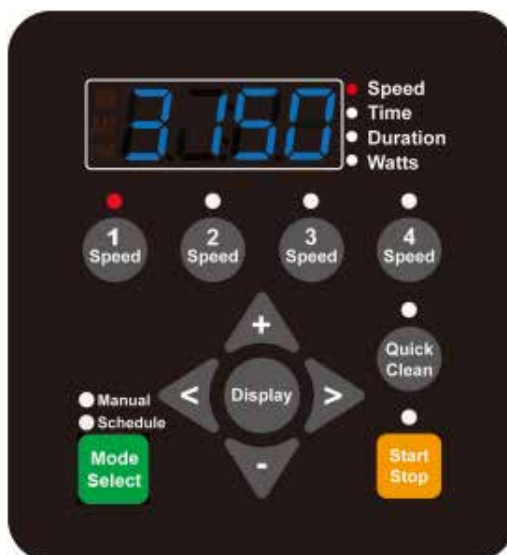 3150
Speed
Time
Duration
Watts
1
Speed
2
Speed
3
Speed
4
Speed
+
Quick
Clean
<
Display
>
Manual
Schedule
Mode
Select
-
Start
Stop